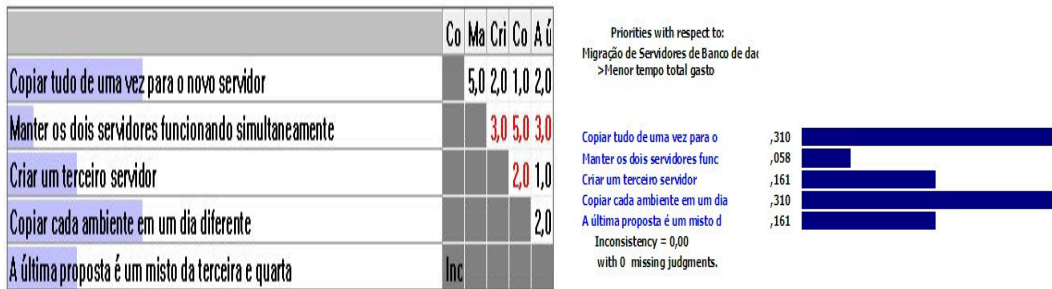 Co Ma Cri Co A ú
Copiar tudo de uma vez para o novo servidor 5,0 2,0 1,0 2,0
Manter os dois servidores funcionando simultaneamente 3,0 5,0 3,0
Criar um terceiro servidor 2,0 1,0
Copiar cada ambiente em um dia diferente 2,0
A última proposta é um misto da terceira e quarta Inc
Priorities with respect to:
Migração de Servidores de Banco de dac
>Menor tempo total gasto
Copiar tudo de uma vez para o ,310
Manter os dois servidores func ,058
Criar um terceiro servidor ,161
Copiar cada ambiente em um dia ,310
A última proposta é um misto d ,161
Inconsistency = 0,00
with 0 missing judgments.